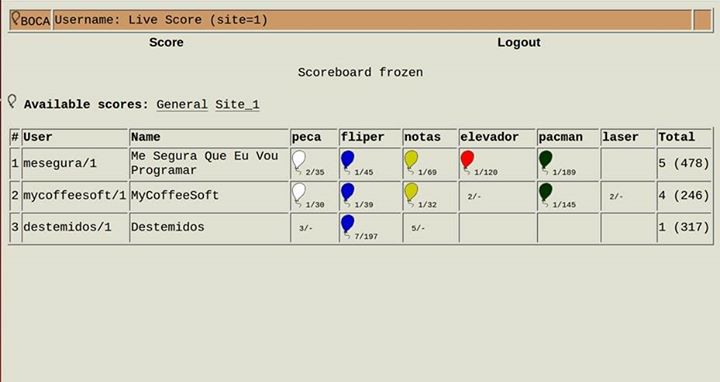 BOCA Username: Live Score (site=1)
Score Logout
Scoreboard frozen
Available scores: General Site_1
# User Name peca fliper notas elevador pacman laser Total
1 mesegura/1 Me Segura Que Eu Vou Programar 2/35 1/45 1/69 1/120 1/189 5 (478)
2 mycoffeesoft/1 MyCoffeeSoft 1/30 1/39 1/32 2/- 1/145 2/- 4 (246)
3 destemidos/1 Destemidos 3/- 7/197 5/- 1 (317)